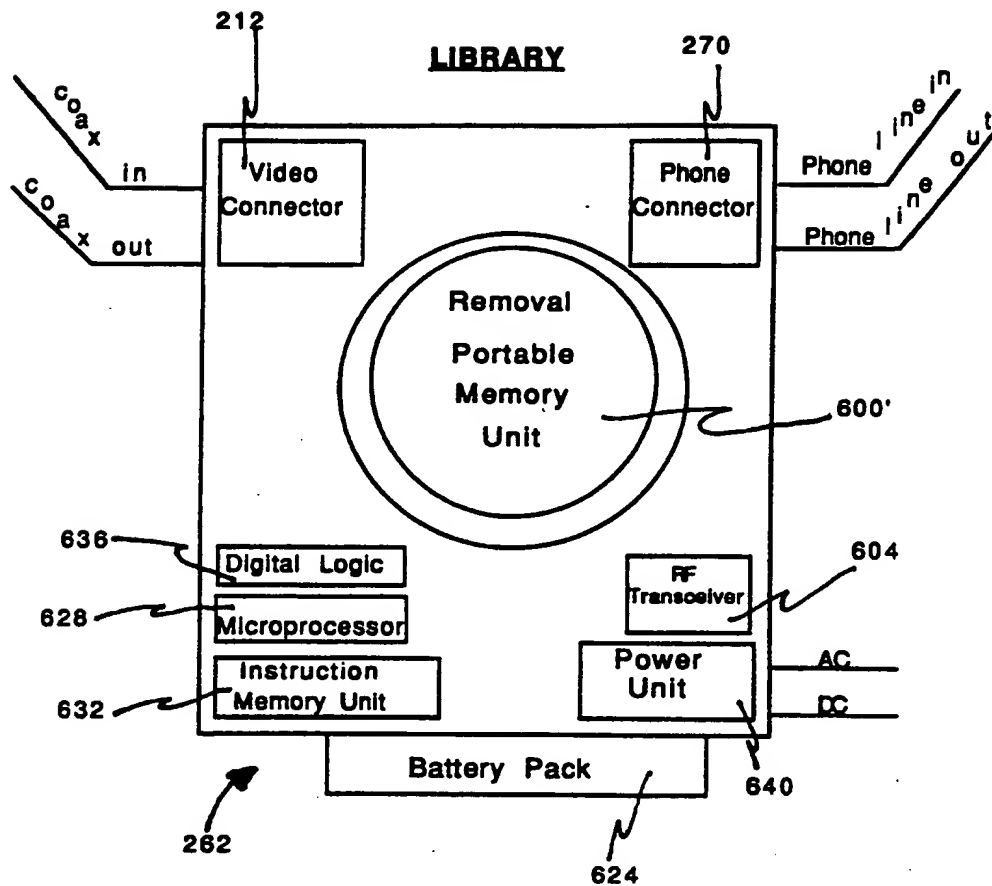 212
LIBRARY
270
coax in
coax out
Video
Connector
Phone
Connector
Phone line in
Phone line out
Removal
Portable
Memory
Unit
600'
636
Digital Logic
628
Microprocessor
632
Instruction
Memory Unit
RF
Transceiver
604
Power
Unit
AC
DC
640
Battery Pack
262
624